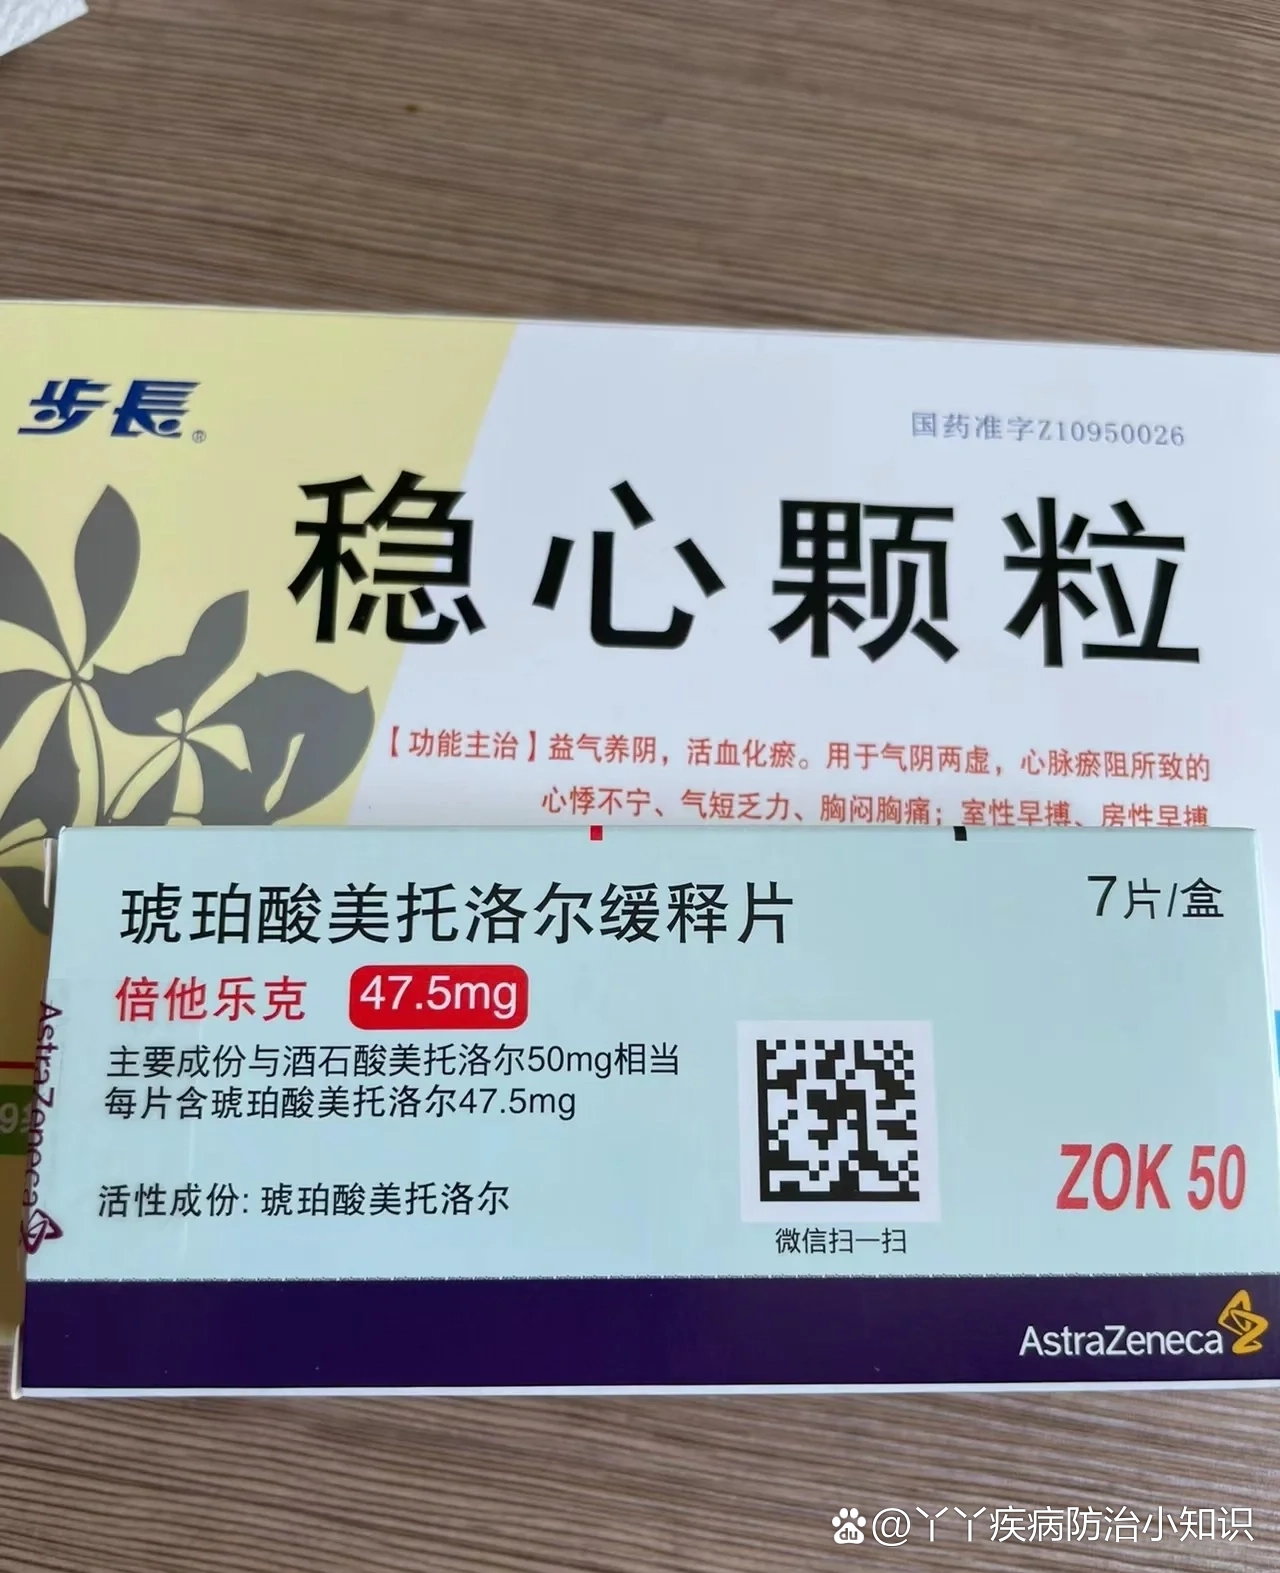 步長®
国药准字Z10950026
稳心颗粒
【功能主治】益气养阴，活血化瘀。用于气阴两虚，心脉瘀阻所致的
心悸不宁、气短乏力、胸闷胸痛；室性早搏、房性早搏
琥珀酸美托洛尔缓释片
7片/盒
倍他乐克 47.5mg
主要成份与酒石酸美托洛尔50mg相当
每片含琥珀酸美托洛尔47.5mg
活性成份: 琥珀酸美托洛尔
微信扫一扫
ZOK 50
AstraZeneca
AstraZeneca
du @丫丫疾病防治小知识